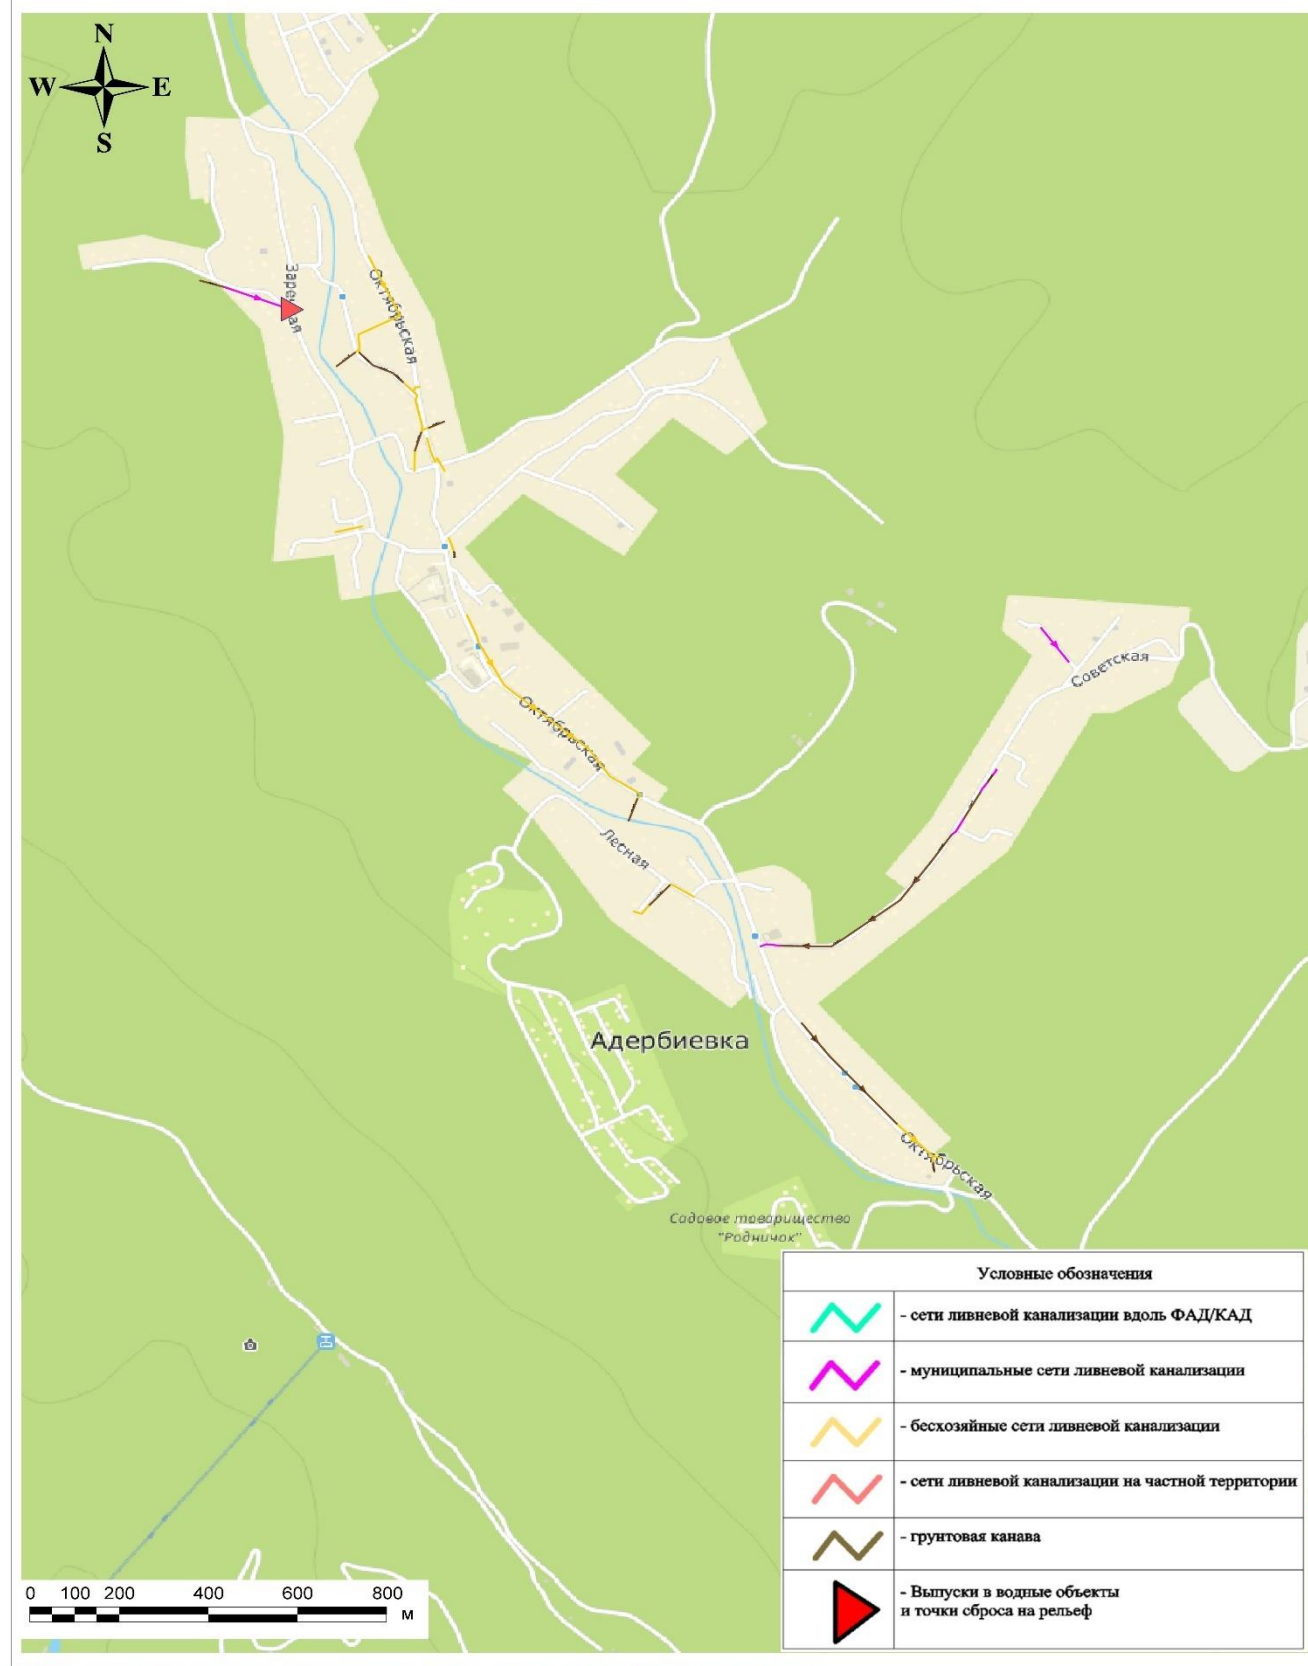 N
W E
S
Заречная
Октябрьская
Советская
Октябрьская
Лесная
Адербиевка
Октябрьская
Садовое товарищество
"Родничок"
Условные обозначения
- сети ливневой канализации вдоль ФАД/КАД
- муниципальные сети ливневой канализации
- бесхозяйные сети ливневой канализации
- сети ливневой канализации на частной территории
- грунтовая канава
- Выпуски в водные объекты
и точки сброса на рельеф
0 100 200 400 600 800
м